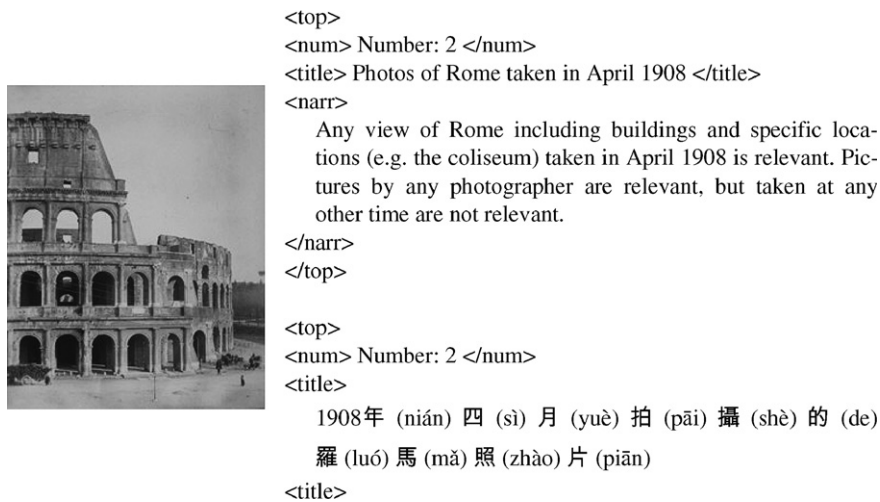 <top>
<num> Number: 2 </num>
<title> Photos of Rome taken in April 1908 </title>
<narr>
Any view of Rome including buildings and specific loca-
tions (e.g. the coliseum) taken in April 1908 is relevant. Pic-
tures by any photographer are relevant, but taken at any
other time are not relevant.
</narr>
</top>
<top>
<num> Number: 2 </num>
<title>
1908年 (nián) 四 (sì) 月 (yuè) 拍 (pāi) 攝 (shè) 的 (de)
羅 (luó) 馬 (mǎ) 照 (zhào) 片 (piān)
<title>